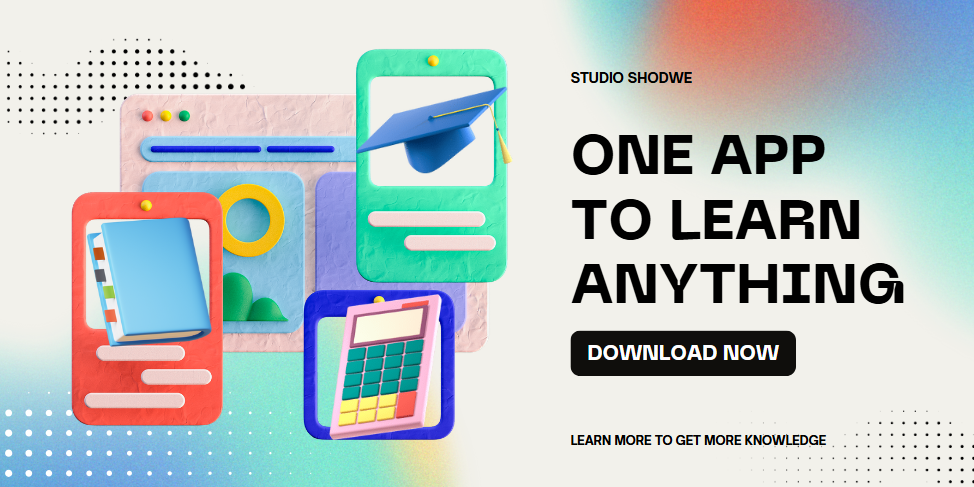 STUDIO SHODWE
ONE APP
TO LEARN
ANYTHING
DOWNLOAD NOW
LEARN MORE TO GET MORE KNOWLEDGE